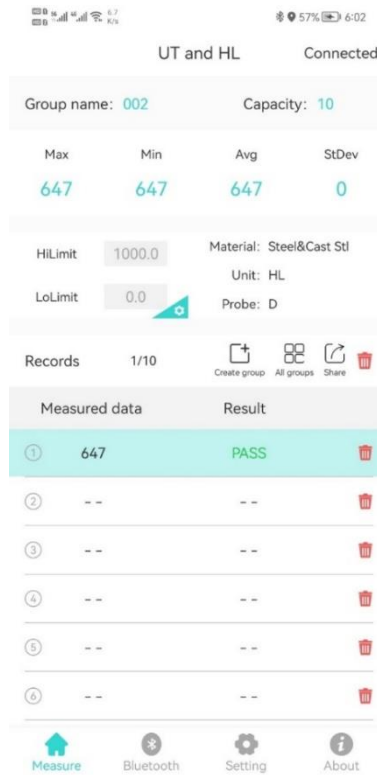 6.7 K/s 57% 6:02
UT and HL Connected
Group name: 002 Capacity: 10
Max Min Avg StDev
647 647 647 0
HiLimit 1000.0 Material: Steel&Cast Stl
Unit: HL
LoLimit 0.0 Probe: D
Records 1/10 Create group All groups Share
Measured data Result
1 647 PASS
2 -- --
3 -- --
4 -- --
5 -- --
6 -- --
Measure Bluetooth Setting About